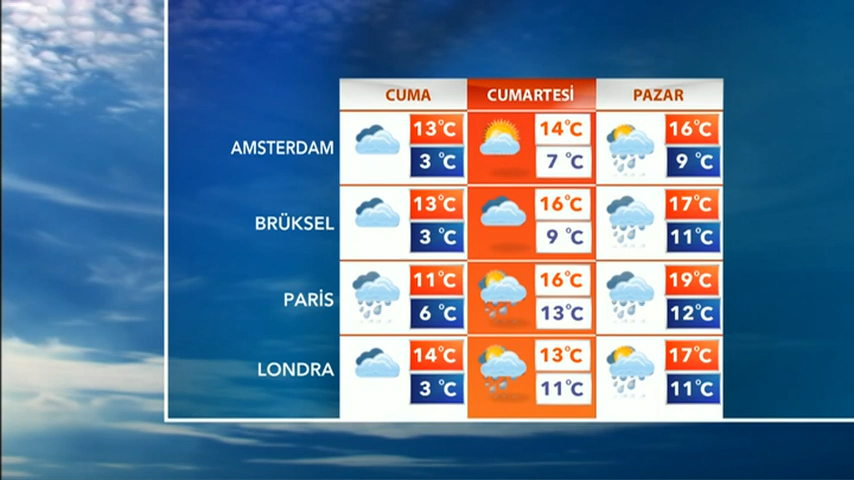 CUMA CUMARTESİ PAZAR
AMSTERDAM 13°C 14°C 16°C
3 °C 7 °C 9 °C
BRÜKSEL 13°C 16°C 17°C
3 °C 9 °C 11°C
PARİS 11°C 16°C 19°C
6 °C 13°C 12°C
LONDRA 14°C 13°C 17°C
3 °C 11°C 11°C